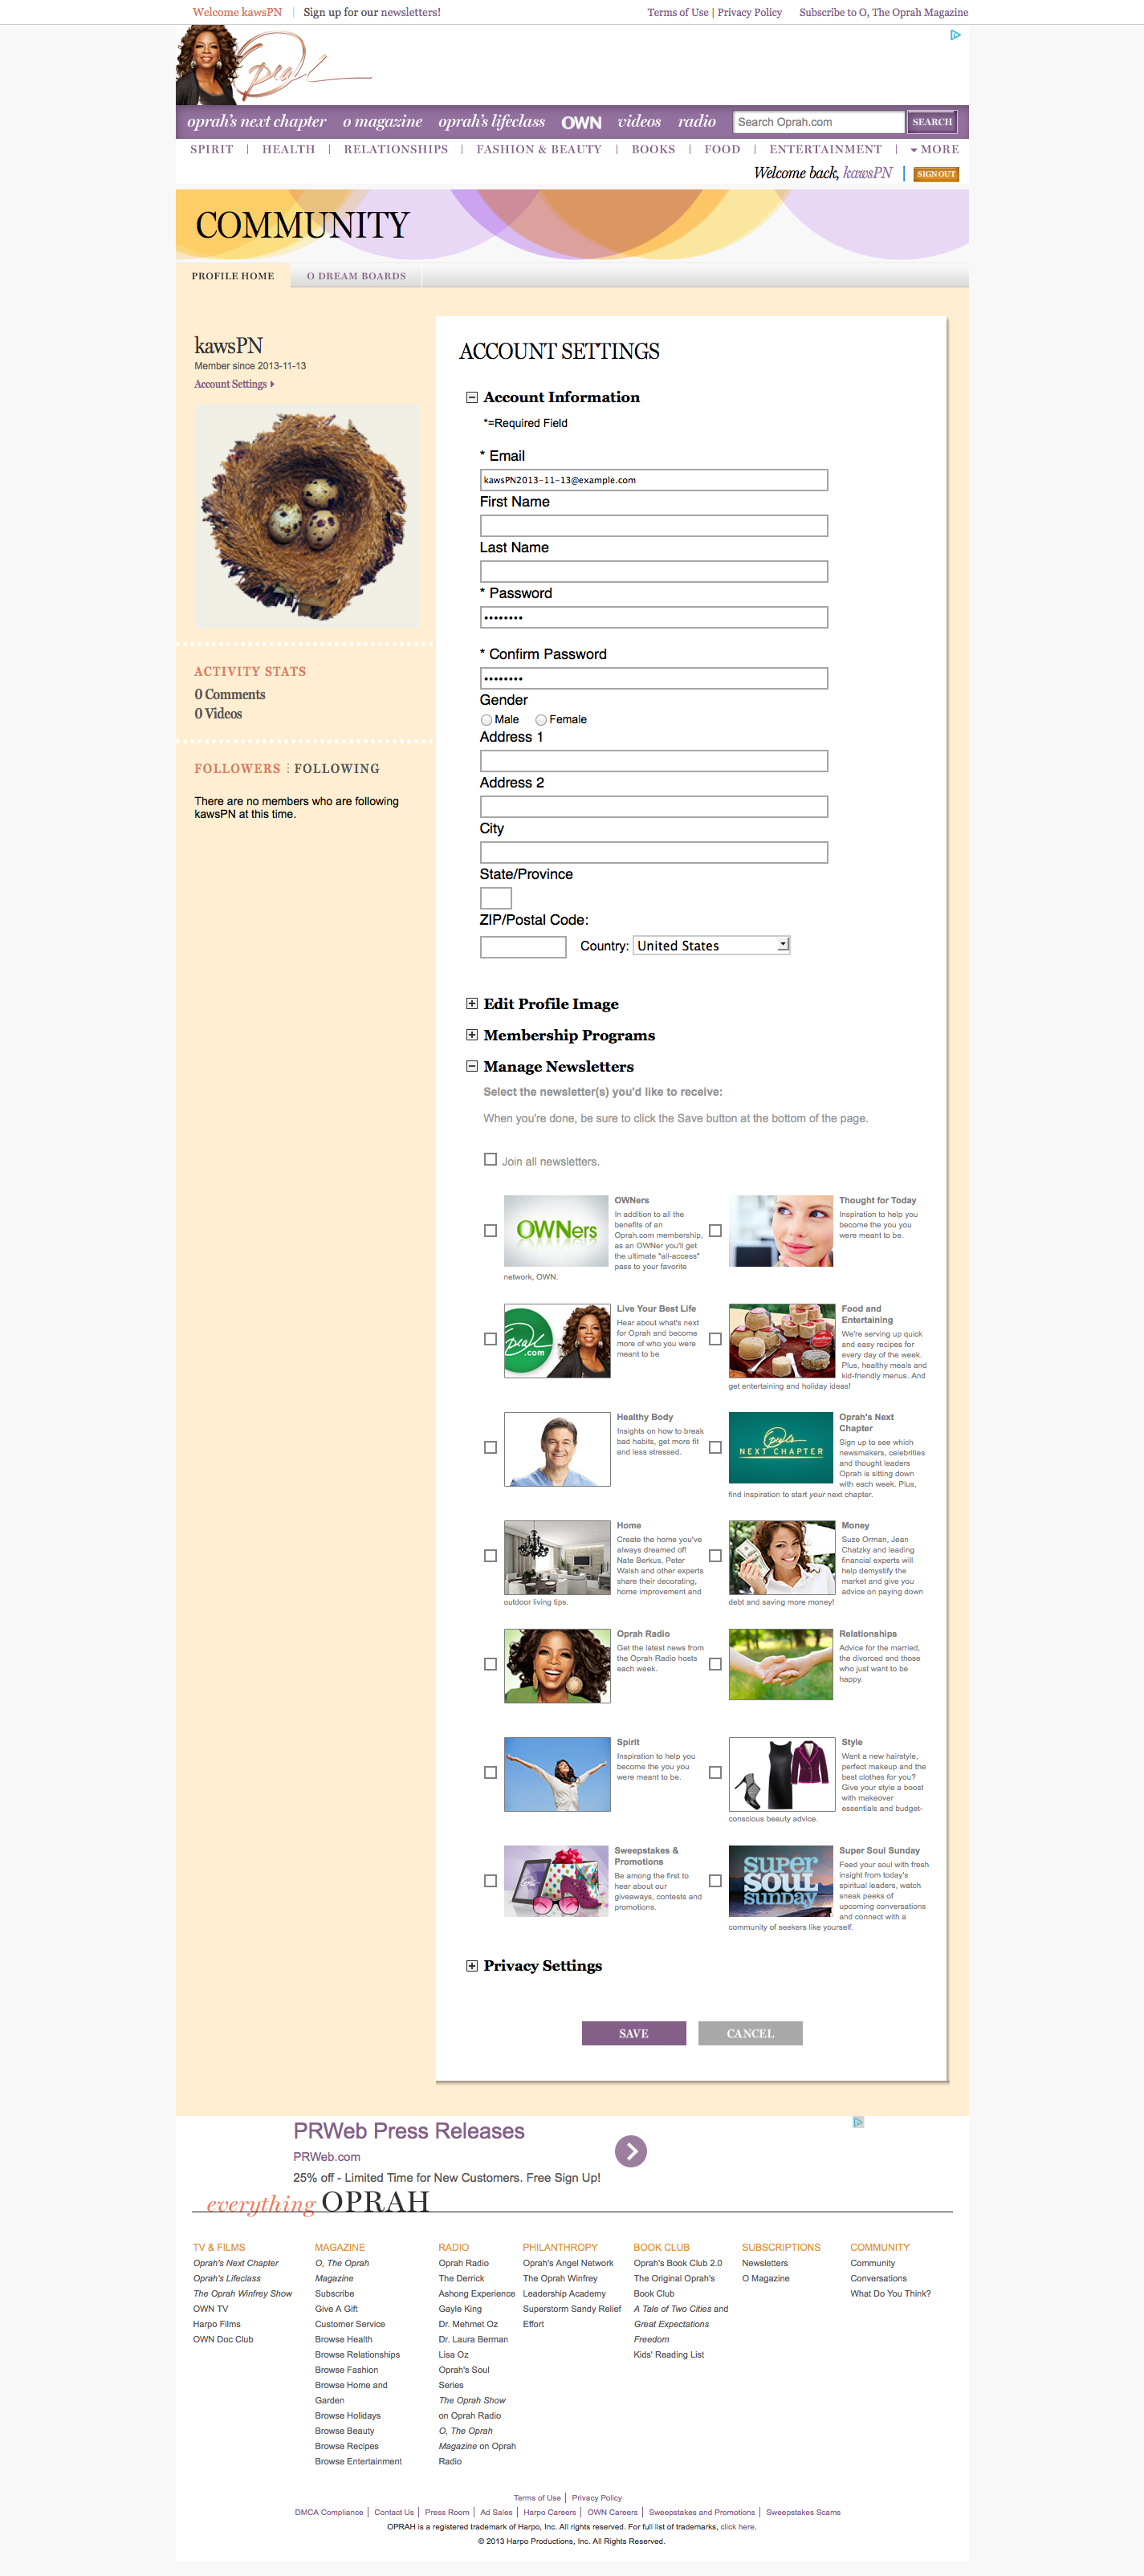 Welcome kawsPN | Sign up for our newsletters!
Terms of Use | Privacy Policy Subscribe to O, The Oprah Magazine
Oprah
oprah's next chapter o magazine oprah's lifeclass OWN videos radio Search Oprah.com SEARCH
SPIRIT | HEALTH | RELATIONSHIPS | FASHION & BEAUTY | BOOKS | FOOD | ENTERTAINMENT | MORE
Welcome back, kawsPN | SIGN OUT
COMMUNITY
PROFILE HOME O DREAM BOARDS
kawsPN
Member since 2013-11-13
Account Settings
ACTIVITY STATS
0 Comments
0 Videos
FOLLOWERS FOLLOWING
There are no members who are following
kawsPN at this time.
ACCOUNT SETTINGS
Account Information
*=Required Field
* Email
kawsPN2013-11-13@example.com
First Name
Last Name
* Password
••••••••
* Confirm Password
••••••••
Gender
Male Female
Address 1
Address 2
City
State/Province
ZIP/Postal Code:
Country: United States
Edit Profile Image
Membership Programs
Manage Newsletters
Select the newsletter(s) you'd like to receive:
When you're done, be sure to click the Save button at the bottom of the page.
Join all newsletters.
OWNers
OWNers
In addition to all the
benefits of an
Oprah.com membership,
as an OWNer you'll get
the ultimate "all-access"
pass to your favorite
network, OWN.
Thought for Today
Inspiration to help you
become the you you
were meant to be.
Oprah
.com
Live Your Best Life
Hear about what's next
for Oprah and become
more of who you were
meant to be
Food and
Entertaining
We're serving up quick
and easy recipes for
every day of the week.
Plus, healthy meals and
kid-friendly menus. And
get entertaining and holiday ideas!
Healthy Body
Insights on how to break
bad habits, get more fit
and less stressed.
Oprah's
NEXT CHAPTER
Oprah's Next
Chapter
Sign up to see which
newsmakers, celebrities
and thought leaders
Oprah is sitting down
with each week. Plus,
find inspiration to start your next chapter.
Home
Create the home you've
always dreamed of!
Nate Berkus, Peter
Walsh and other experts
share their decorating,
home improvement and
outdoor living tips.
Money
Suze Orman, Jean
Chatzky and leading
financial experts will
help demystify the
market and give you
advice on paying down
debt and saving more money!
Oprah Radio
Get the latest news from
the Oprah Radio hosts
each week.
Relationships
Advice for the married,
the divorced and those
who just want to be
happy.
Spirit
Inspiration to help you
become the you you
were meant to be.
Style
Want a new hairstyle,
perfect makeup and the
best clothes for you?
Give your style a boost
with makeover
essentials and budget-
conscious beauty advice.
Sweepstakes &
Promotions
Be among the first to
hear about our
giveaways, contests and
promotions.
super
soul
sunday
Super Soul Sunday
Feed your soul with fresh
insight from today's
spiritual leaders, watch
sneak peeks of
upcoming conversations
and connect with a
community of seekers like yourself.
Privacy Settings
SAVE CANCEL
PRWeb Press Releases
PRWeb.com
25% off - Limited Time for New Customers. Free Sign Up!
everything OPRAH
TV & FILMS
Oprah's Next Chapter
Oprah's Lifeclass
The Oprah Winfrey Show
OWN TV
Harpo Films
OWN Doc Club
MAGAZINE
O, The Oprah
Magazine
Subscribe
Give A Gift
Customer Service
Browse Health
Browse Relationships
Browse Fashion
Browse Home and
Garden
Browse Holidays
Browse Beauty
Browse Recipes
Browse Entertainment
RADIO
Oprah Radio
The Derrick
Ashong Experience
Gayle King
Dr. Mehmet Oz
Dr. Laura Berman
Lisa Oz
Oprah's Soul
Series
The Oprah Show
on Oprah Radio
O, The Oprah
Magazine on Oprah
Radio
PHILANTHROPY
Oprah's Angel Network
The Oprah Winfrey
Leadership Academy
Superstorm Sandy Relief
Effort
BOOK CLUB
Oprah's Book Club 2.0
The Original Oprah's
Book Club
A Tale of Two Cities and
Great Expectations
Freedom
Kids' Reading List
SUBSCRIPTIONS
Newsletters
O Magazine
COMMUNITY
Community
Conversations
What Do You Think?
Terms of Use | Privacy Policy
DMCA Compliance | Contact Us | Press Room | Ad Sales | Harpo Careers | OWN Careers | Sweepstakes and Promotions | Sweepstakes Scams
OPRAH is a registered trademark of Harpo, Inc. All rights reserved. For full list of trademarks, click here.
© 2013 Harpo Productions, Inc. All Rights Reserved.